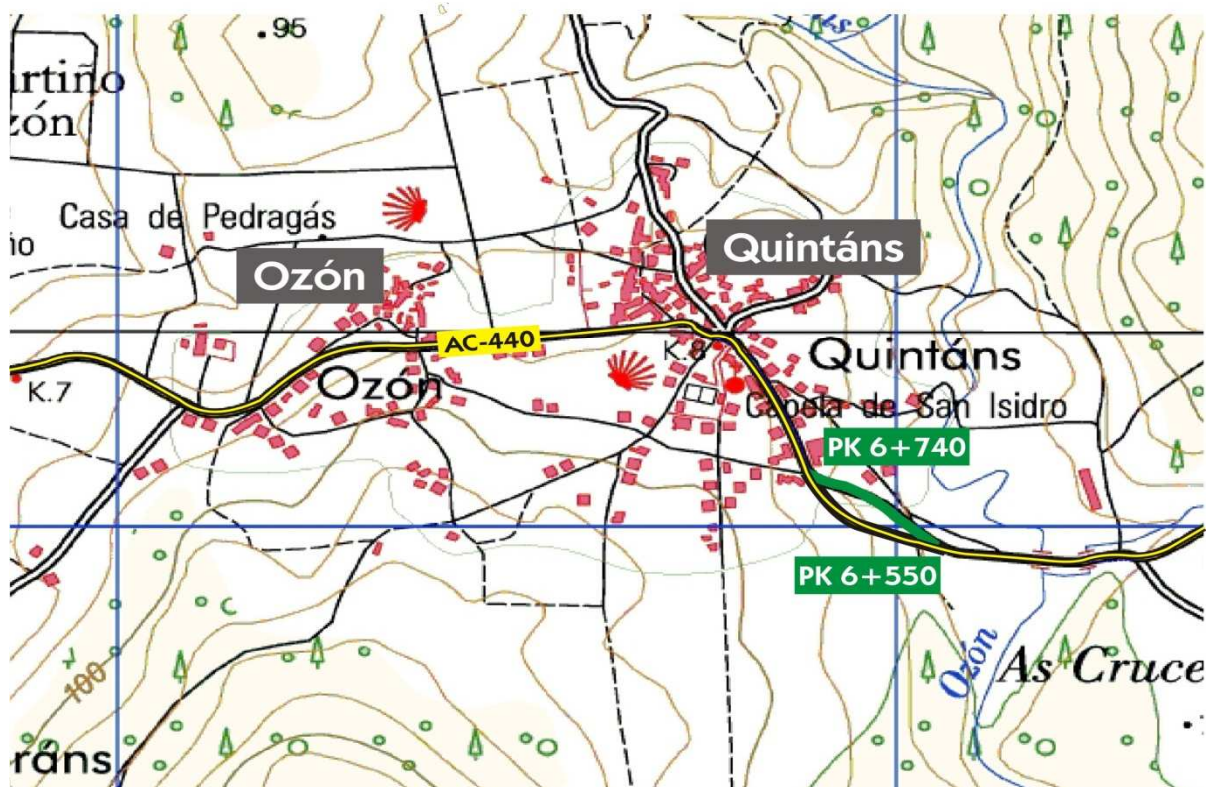 95
artiño
zón
Casa de Pedragás
ño
Ozón
Quintáns
AC-440
K.8
Quintáns
K.7
Ozón
Capela de San Isidro
PK 6+740
PK 6+550
Ozón
As Cruce
100
ráns